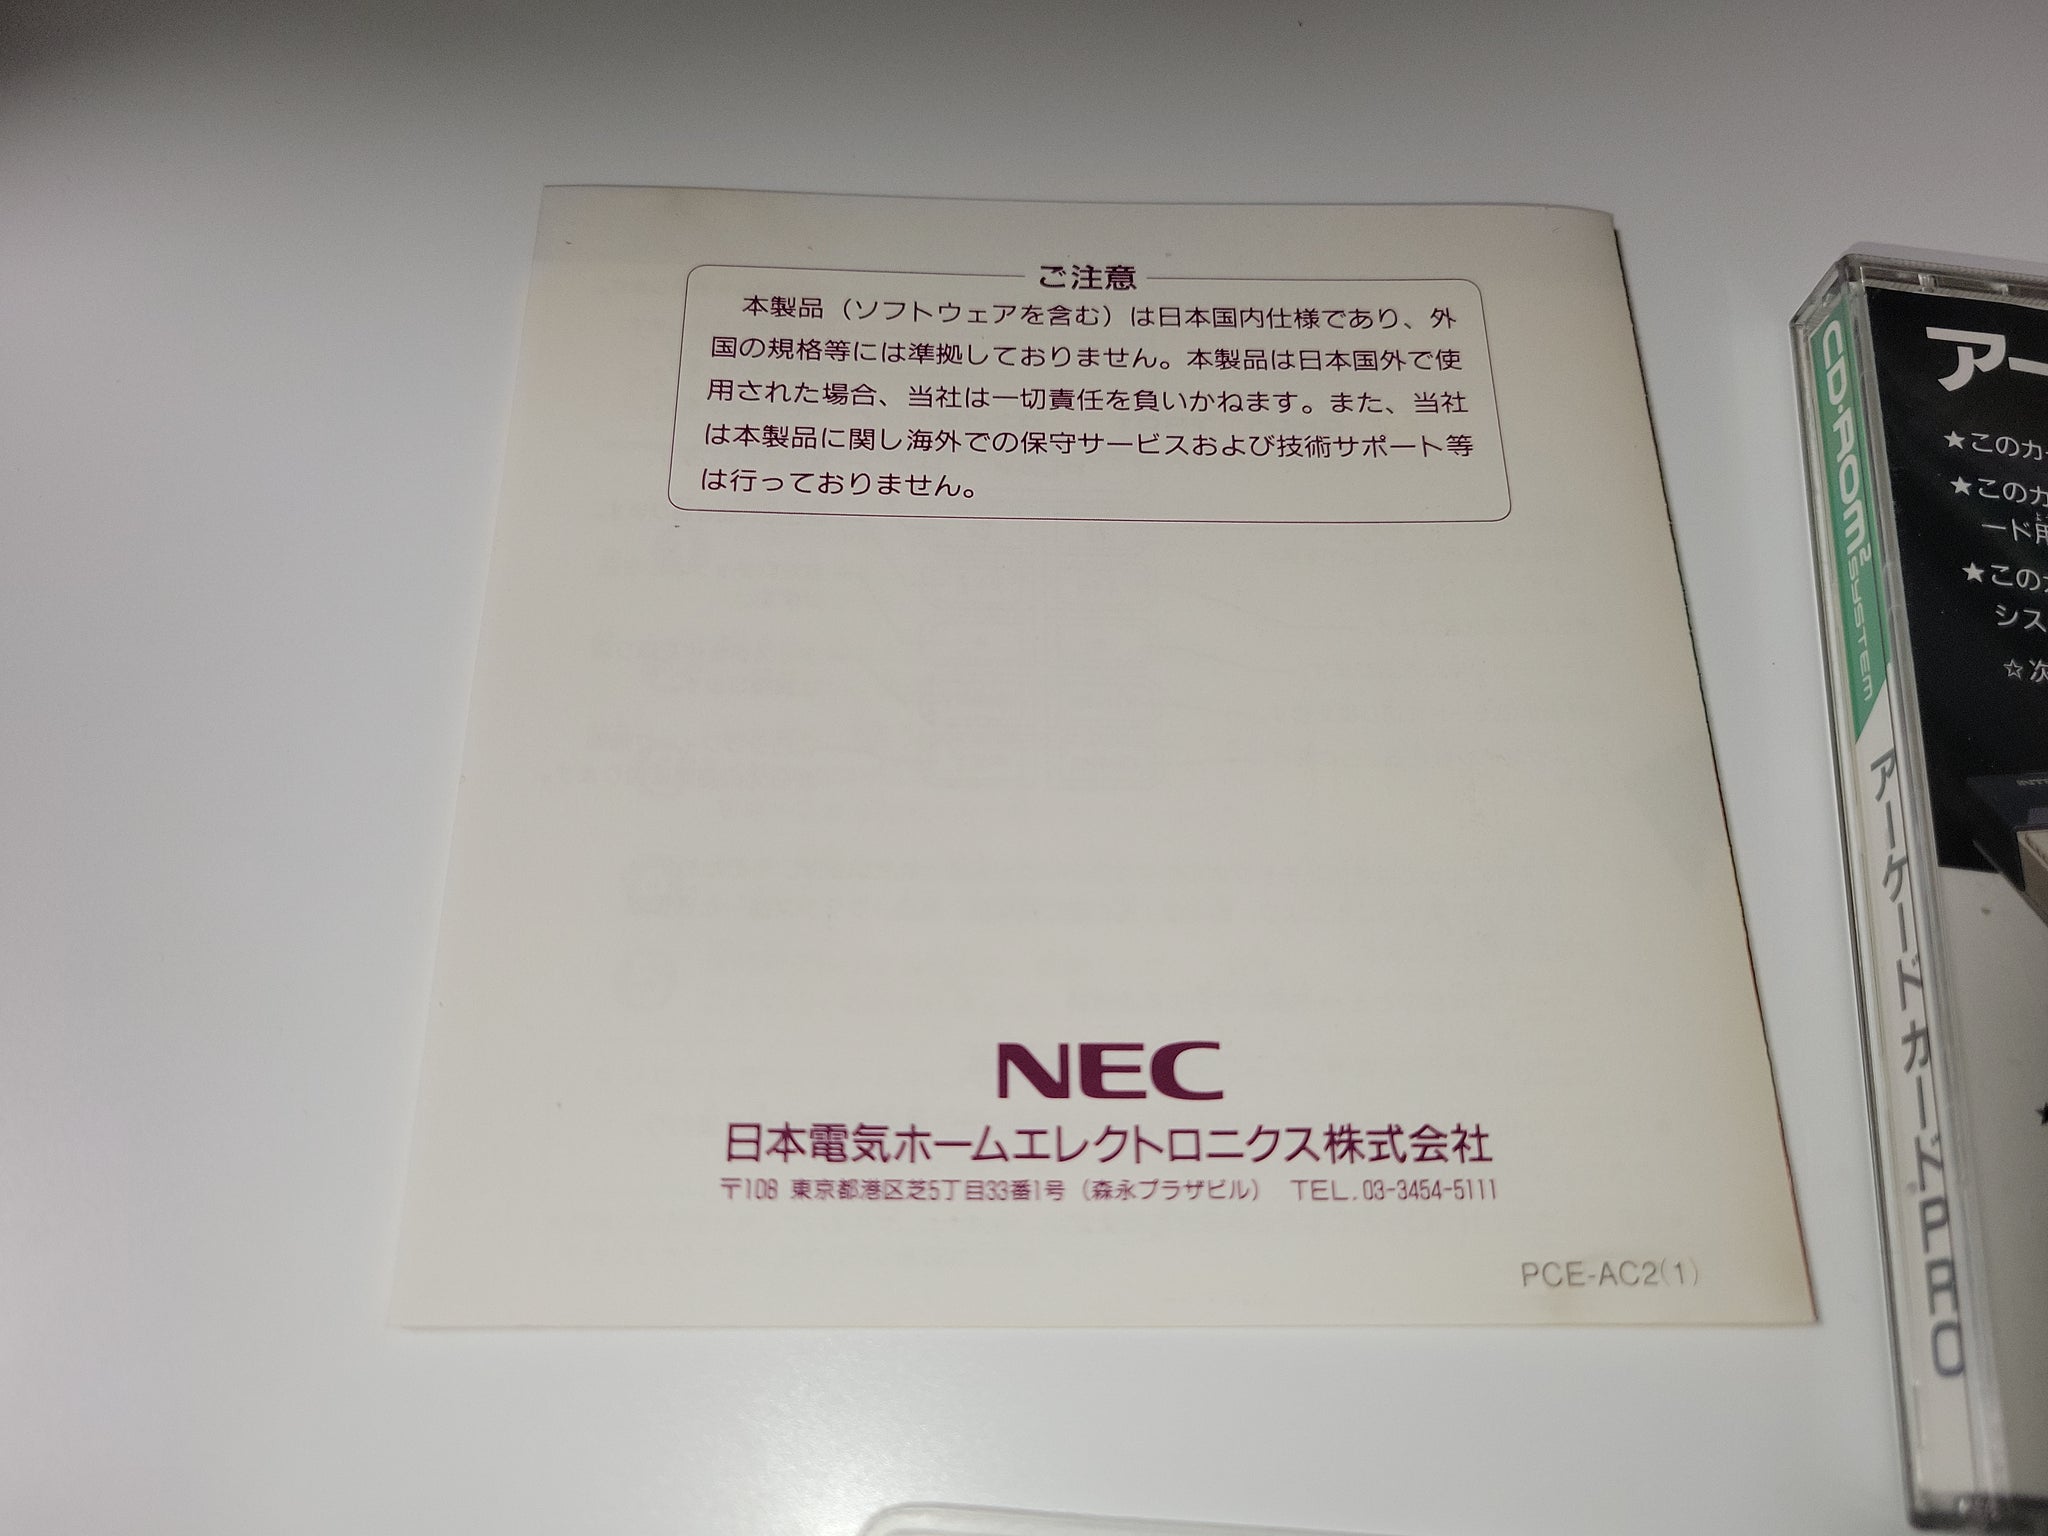 ご注意
本製品（ソフトウェアを含む）は日本国内仕様であり、外
国の規格等には準拠しておりません。本製品は日本国外で使
用された場合、当社は一切責任を負いかねます。また、当社
は本製品に関し海外での保守サービスおよび技術サポート等
は行っておりません。
NEC
日本電気ホームエレクトロニクス株式会社
〒108 東京都港区芝5丁目33番1号（森永プラザビル） TEL.03-3454-5111
PCE-AC2(1)
CD-ROM2 SYSTEM
アーケードカードPRO
アー
★このカ
★このカ
ード用
★この
シス
☆次